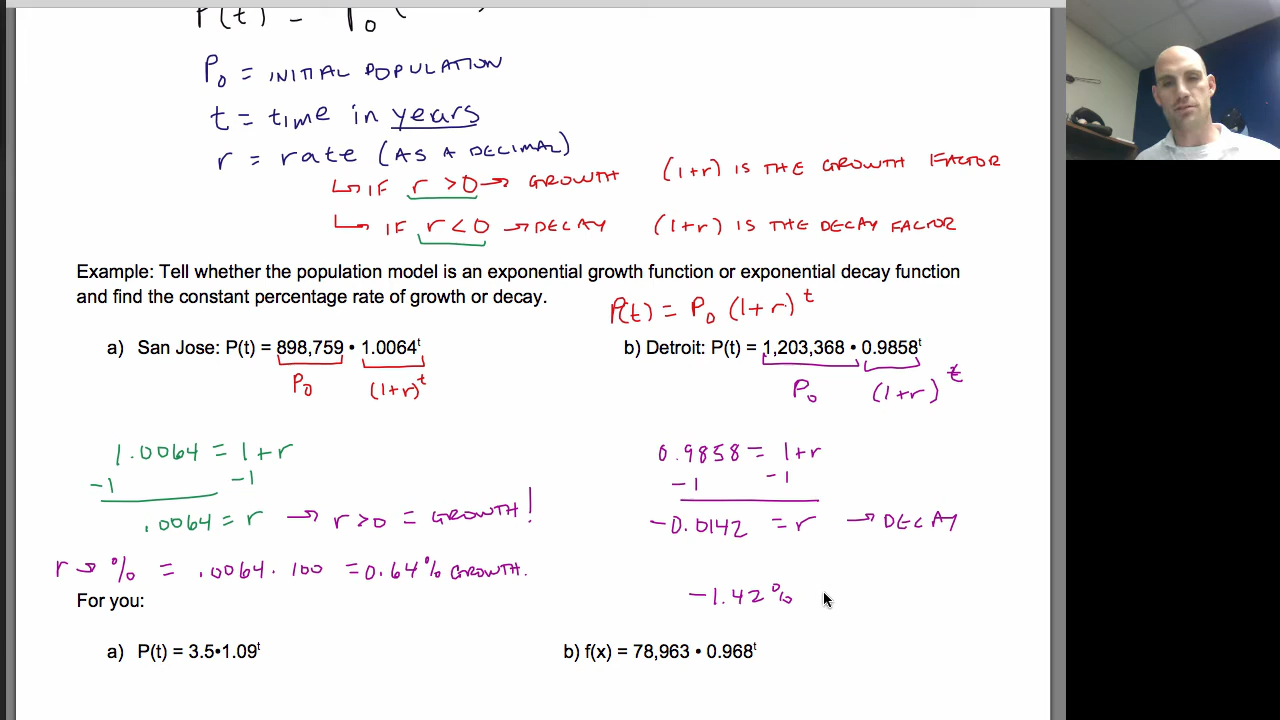 P(t) = P₀ (
P₀ = INITIAL POPULATION
t = time in years
r = rate (AS A DECIMAL)
↳ IF r > 0 → GROWTH (1+r) IS THE GROWTH FACTOR
↳ IF r < 0 → DECAY (1+r) IS THE DECAY FACTOR
Example: Tell whether the population model is an exponential growth function or exponential decay function
and find the constant percentage rate of growth or decay.
P(t) = P₀ (1+r)^t
a) San Jose: P(t) = 898,759 • 1.0064^t
P₀ (1+r)^t
b) Detroit: P(t) = 1,203,368 • 0.9858^t
P₀ (1+r)^t
1.0064 = 1+r
-1 -1
.0064 = r → r>0 = GROWTH!
r → % = .0064 · 100 = 0.64% GROWTH.
0.9858 = 1+r
-1 -1
-0.0142 = r → DECAY
-1.42%
For you:
a) P(t) = 3.5•1.09^t
b) f(x) = 78,963 • 0.968^t